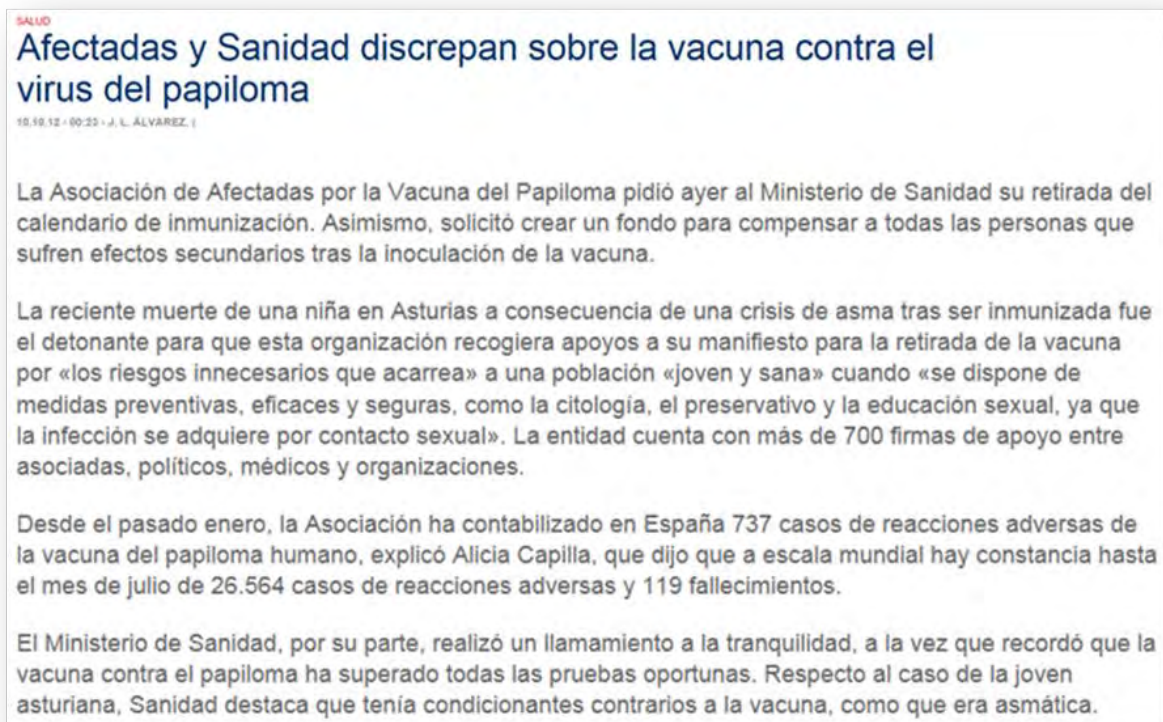 SALUD
Afectadas y Sanidad discrepan sobre la vacuna contra el
virus del papiloma
10.10.12 - 00:23 - J. L. ÁLVAREZ. |
La Asociación de Afectadas por la Vacuna del Papiloma pidió ayer al Ministerio de Sanidad su retirada del
calendario de inmunización. Asimismo, solicitó crear un fondo para compensar a todas las personas que
sufren efectos secundarios tras la inoculación de la vacuna.
La reciente muerte de una niña en Asturias a consecuencia de una crisis de asma tras ser inmunizada fue
el detonante para que esta organización recogiera apoyos a su manifiesto para la retirada de la vacuna
por «los riesgos innecesarios que acarrea» a una población «joven y sana» cuando «se dispone de
medidas preventivas, eficaces y seguras, como la citología, el preservativo y la educación sexual, ya que
la infección se adquiere por contacto sexual». La entidad cuenta con más de 700 firmas de apoyo entre
asociadas, políticos, médicos y organizaciones.
Desde el pasado enero, la Asociación ha contabilizado en España 737 casos de reacciones adversas de
la vacuna del papiloma humano, explicó Alicia Capilla, que dijo que a escala mundial hay constancia hasta
el mes de julio de 26.564 casos de reacciones adversas y 119 fallecimientos.
El Ministerio de Sanidad, por su parte, realizó un llamamiento a la tranquilidad, a la vez que recordó que la
vacuna contra el papiloma ha superado todas las pruebas oportunas. Respecto al caso de la joven
asturiana, Sanidad destaca que tenía condicionantes contrarios a la vacuna, como que era asmática.